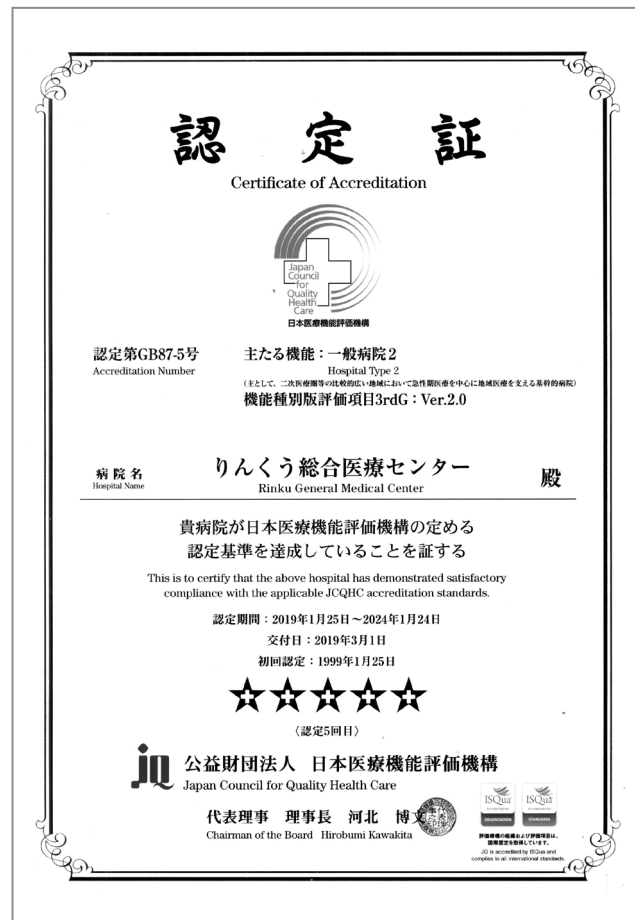 認定証
Certificate of Accreditation
Japan
Council
for
Quality
Health
Care
日本医療機能評価機構
認定第GB87-5号
Accreditation Number
主たる機能：一般病院２
Hospital Type 2
(主として、二次医療圏等の比較的広い地域において急性期医療を中心に地域医療を支える基幹的病院)
機能種別版評価項目3rdG：Ver.2.0
病院名
Hospital Name
りんくう総合医療センター
Rinku General Medical Center
殿
貴病院が日本医療機能評価機構の定める
認定基準を達成していることを証する
This is to certify that the above hospital has demonstrated satisfactory
compliance with the applicable JCQHC accreditation standards.
認定期間：2019年1月25日～2024年1月24日
交付日：2019年3月1日
初回認定：1999年1月25日
〈認定5回目〉
jQ
公益財団法人 日本医療機能評価機構
Japan Council for Quality Health Care
代表理事 理事長 河北 博文
Chairman of the Board Hirobumi Kawakita
ISQua
ORGANISATION
ISQua
STANDARDS
評価機構の組織および評価項目は、
国際認定を取得しています。
JQ is accredited by ISQua and
complies to all international standards.